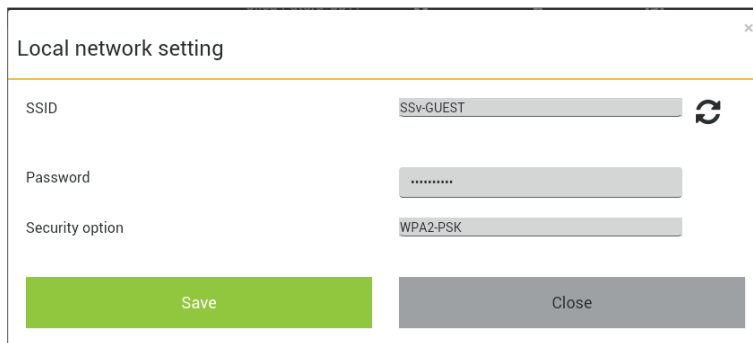 ×
Local network setting
SSID
SSv-GUEST
Password
••••••••••
Security option
WPA2-PSK
Save
Close